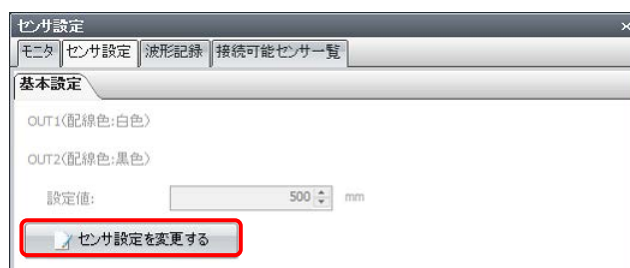 センサ設定
モニタ センサ設定 波形記録 接続可能センサ一覧
基本設定
OUT1(配線色:白色)
OUT2(配線色:黒色)
設定値: 500 mm
センサ設定を変更する